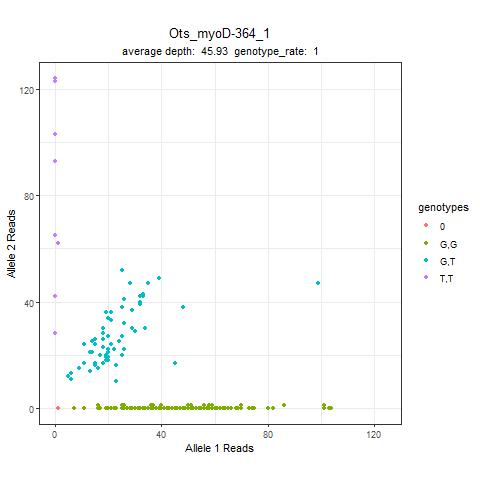 Ots_myoD-364_1
average depth: 45.93 genotype_rate: 1
120
80
40
0
Allele 2 Reads
0 40 80 120
Allele 1 Reads
genotypes
0
G,G
G,T
T,T